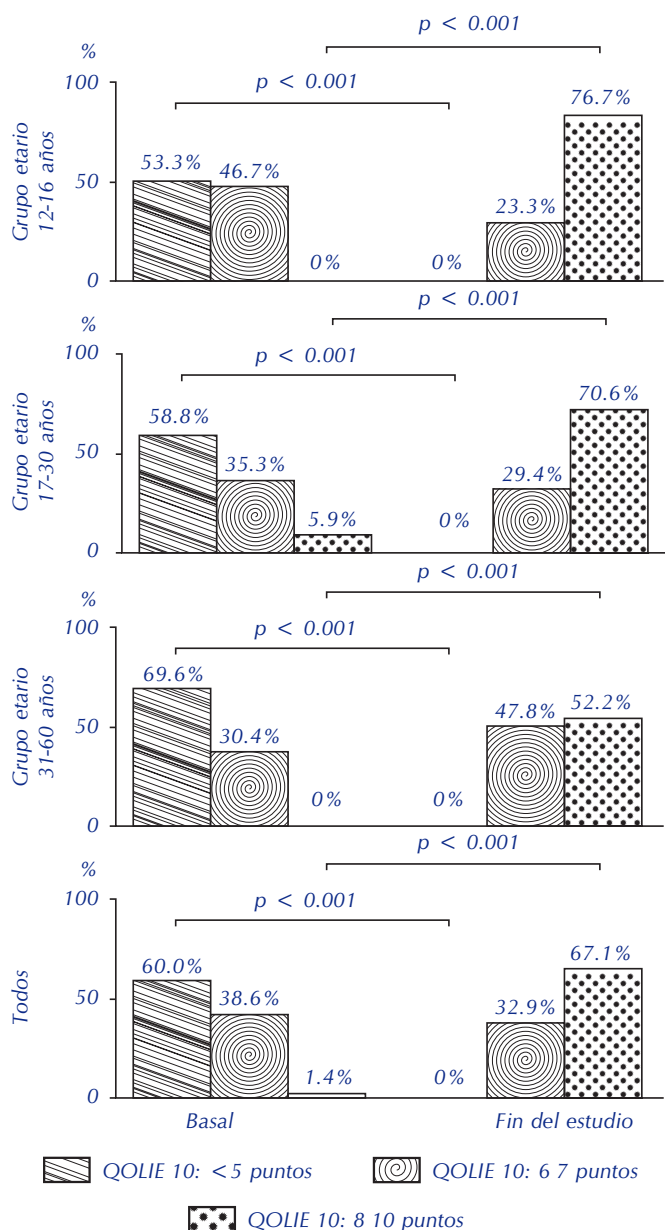 p < 0.001
%
100
p < 0.001
76.7%
53.3%
46.7%
50
23.3%
0%
0%
0
Grupo etario
12-16 años
p < 0.001
%
100
p < 0.001
70.6%
58.8%
50
35.3%
29.4%
5.9%
0%
0
Grupo etario
17-30 años
p < 0.001
%
100
p < 0.001
69.6%
52.2%
47.8%
50
30.4%
0%
0%
0
Grupo etario
31-60 años
p < 0.001
%
100
p < 0.001
67.1%
60.0%
50
38.6%
32.9%
1.4%
0%
0
Todos
Basal
Fin del estudio
QOLIE 10: <5 puntos
QOLIE 10: 6 7 puntos
QOLIE 10: 8 10 puntos